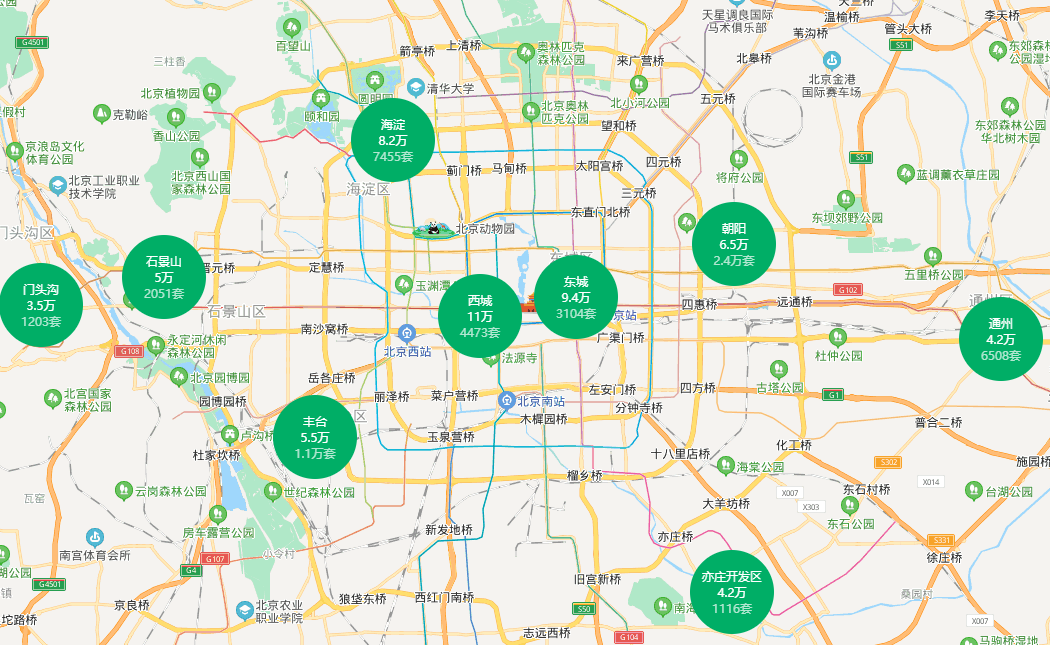 公园
G4501
百望山
三柱香
箭亭桥
上清桥
奥林匹克
森林公园
来广营桥
天星调良国际
马术俱乐部
温榆桥
苇沟桥
管头大桥
S51
李天桥
北皋桥
北京金港
国际赛车场
北京植物园
克勒峪
香山公园
颐和园
圆明园
清华大学
北京奥林
匹克公园
北小河公园
五元桥
望和桥
东郊森林公园
华北树木园
京浪岛文化
体育公园
北京工业职业
技术学院
北京西山国
家森林公园
海淀
8.2万
7455套
海淀区
蓟门桥
马甸桥
太阳宫桥
四元桥
三元桥
将府公园
S51
蓝调薰衣草庄园
东坝郊野公园
五里桥公园
门头沟区
东直门北桥
北京动物园
朝阳
6.5万
2.4万套
石景山
5万
2051套
晋元桥
定慧桥
门头沟
3.5万
1203套
石景山区
西城
11万
4473套
东城
9.4万
3104套
四惠桥
远通桥
G102
通州区
通州
4.2万
6508套
南沙窝桥
北京西站
法源寺
广渠门桥
杜仲公园
永定河休闲
森林公园
G108
北京园博园
北宫国家
森林公园
园博园桥
岳各庄桥
丽泽桥
菜户营桥
北京南站
左安门桥
分钟寺桥
四方桥
古塔公园
G1
普合二桥
丰台
5.5万
1.1万套
卢沟桥
杜家坎桥
玉泉营桥
木樨园桥
十八里店桥
化工桥
S302
海棠公园
瓦窑
云岗森林公园
世纪森林公园
房车露营公园
榴乡桥
大羊坊桥
X007
X303
东石村桥
东石公园
X014
台湖公园
施园桥
南宫体育会所
G107
G4
小令村
新发地桥
亦庄桥
S331
徐庄桥
G4501
京良桥
北京农业
职业学院
狼垡东桥
西红门南桥
旧宫新桥
S50
志远西桥
G104
亦庄开发区
4.2万
1116套
桑园村
X007
马驹桥湿地